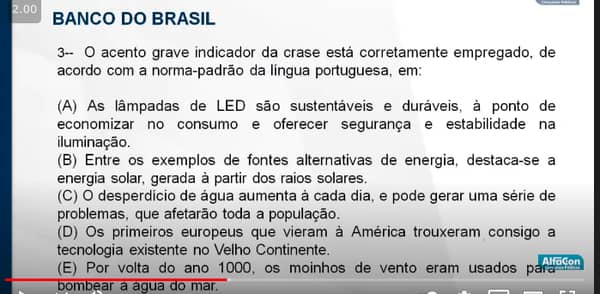 2.00
BANCO DO BRASIL
3-- O acento grave indicador da crase está corretamente empregado, de
acordo com a norma-padrão da língua portuguesa, em:
(A) As lâmpadas de LED são sustentáveis e duráveis, à ponto de
economizar no consumo e oferecer segurança e estabilidade na
iluminação.
(B) Entre os exemplos de fontes alternativas de energia, destaca-se a
energia solar, gerada à partir dos raios solares.
(C) O desperdício de água aumenta à cada dia, e pode gerar uma série de
problemas, que afetarão toda a população.
(D) Os primeiros europeus que vieram à América trouxeram consigo a
tecnologia existente no Velho Continente.
(E) Por volta do ano 1000, os moinhos de vento eram usados para
bombear à água do mar.
AlfaCon